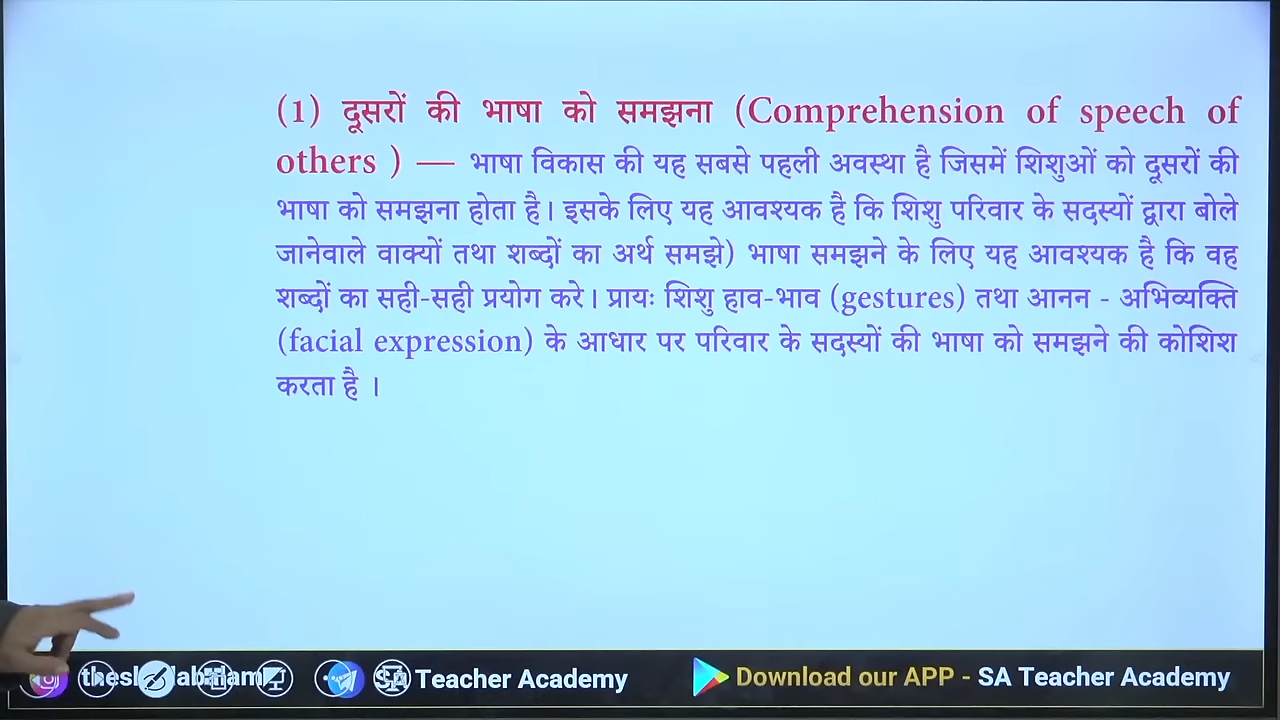 (1) दूसरों की भाषा को समझना (Comprehension of speech of
others ) — भाषा विकास की यह सबसे पहली अवस्था है जिसमें शिशुओं को दूसरों की
भाषा को समझना होता है। इसके लिए यह आवश्यक है कि शिशु परिवार के सदस्यों द्वारा बोले
जानेवाले वाक्यों तथा शब्दों का अर्थ समझे) भाषा समझने के लिए यह आवश्यक है कि वह
शब्दों का सही-सही प्रयोग करे। प्रायः शिशु हाव-भाव (gestures) तथा आनन - अभिव्यक्ति
(facial expression) के आधार पर परिवार के सदस्यों की भाषा को समझने की कोशिश
करता है ।
Teacher Academy
Download our APP - SA Teacher Academy